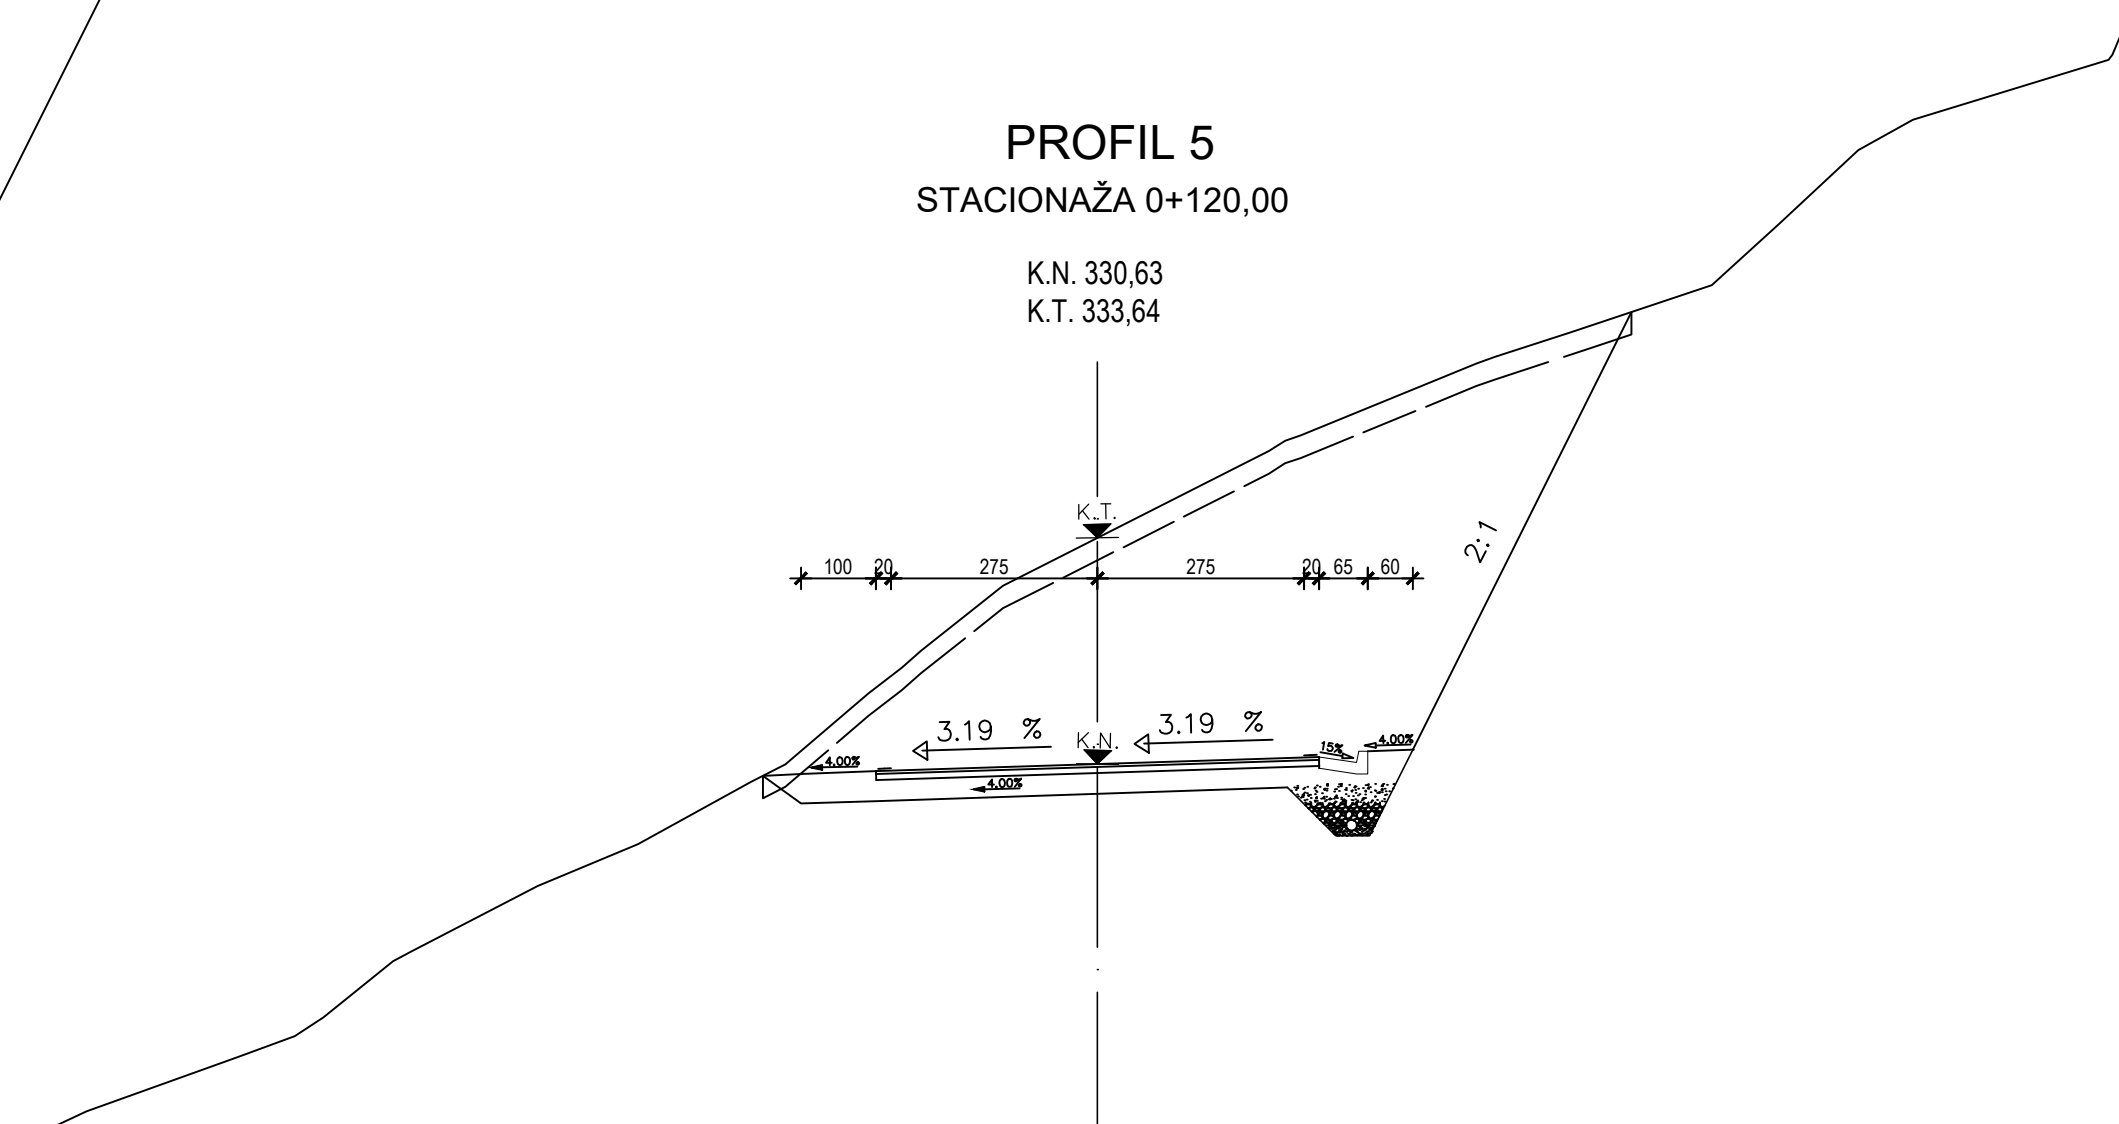 PROFIL 5
STACIONAŽA 0+120,00
K.N. 330,63
K.T. 333,64
K.T.
100 20 275 275 20 65 60
2:1
3.19 % 3.19 %
K.N.
4.00% 15% 4.00%
4.00%